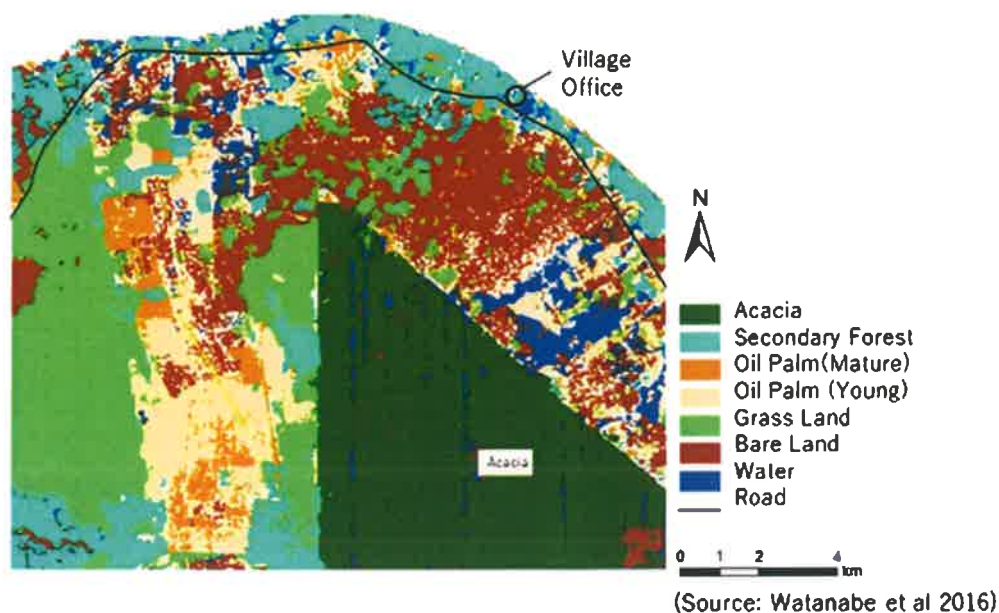 Village
Office
N
Acacia
Secondary Forest
Oil Palm(Mature)
Oil Palm (Young)
Grass Land
Bare Land
Water
Road
Acacia
0 1 2 4
km
(Source: Watanabe et al 2016)